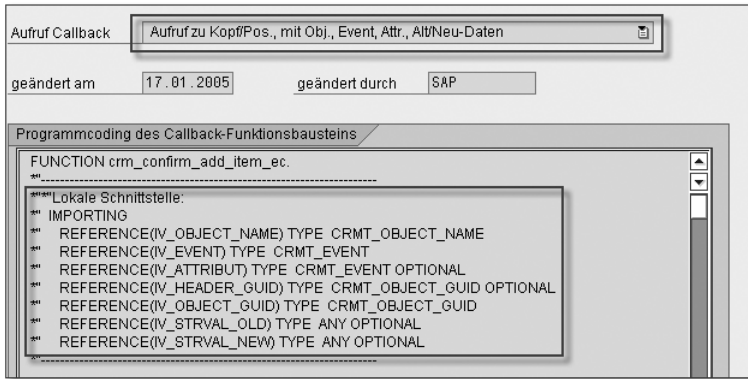 Aufruf Callback Aufruf zu Kopf/Pos., mit Obj., Event, Attr., Alt/Neu-Daten
geändert am 17.01.2005 geändert durch SAP
Programmcoding des Callback-Funktionsbausteins
FUNCTION crm_confirm_add_item_ec.
*"----------------------------------------------------------------------
*"*"Lokale Schnittstelle:
*" IMPORTING
*" REFERENCE(IV_OBJECT_NAME) TYPE CRMT_OBJECT_NAME
*" REFERENCE(IV_EVENT) TYPE CRMT_EVENT
*" REFERENCE(IV_ATTRIBUT) TYPE CRMT_EVENT OPTIONAL
*" REFERENCE(IV_HEADER_GUID) TYPE CRMT_OBJECT_GUID OPTIONAL
*" REFERENCE(IV_OBJECT_GUID) TYPE CRMT_OBJECT_GUID
*" REFERENCE(IV_STRVAL_OLD) TYPE ANY OPTIONAL
*" REFERENCE(IV_STRVAL_NEW) TYPE ANY OPTIONAL
*"----------------------------------------------------------------------